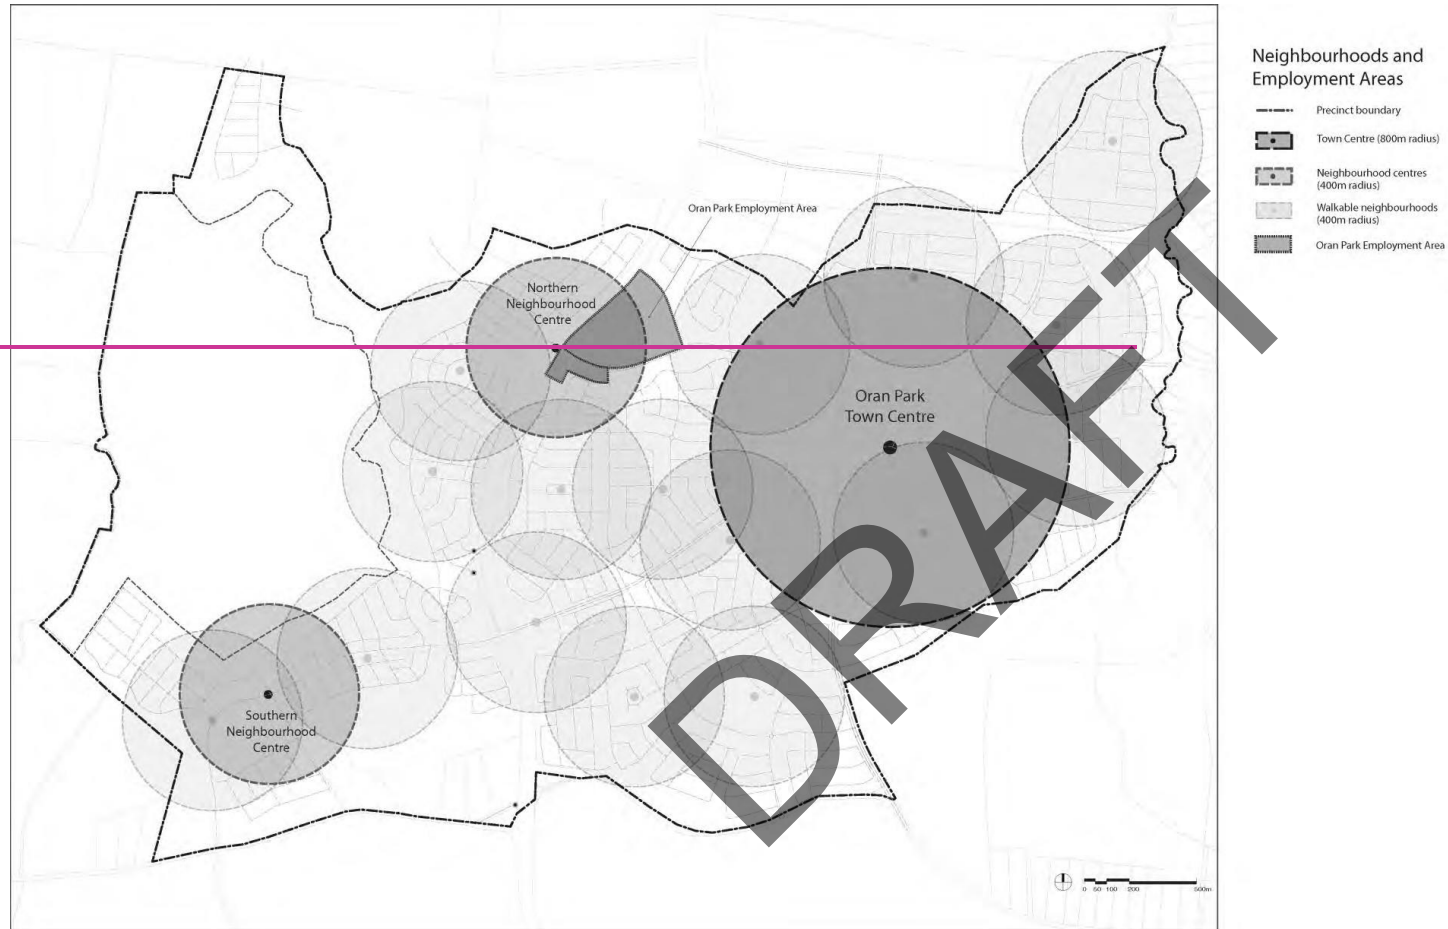 Neighbourhoods and
Employment Areas
Precinct boundary
Town Centre (800m radius)
Neighbourhood centres
(400m radius)
Walkable neighbourhoods
(400m radius)
Oran Park Employment Area
Oran Park Employment Area
Northern
Neighbourhood
Centre
Oran Park
Town Centre
Southern
Neighbourhood
Centre
DRAFT
0 50 100 200 500m